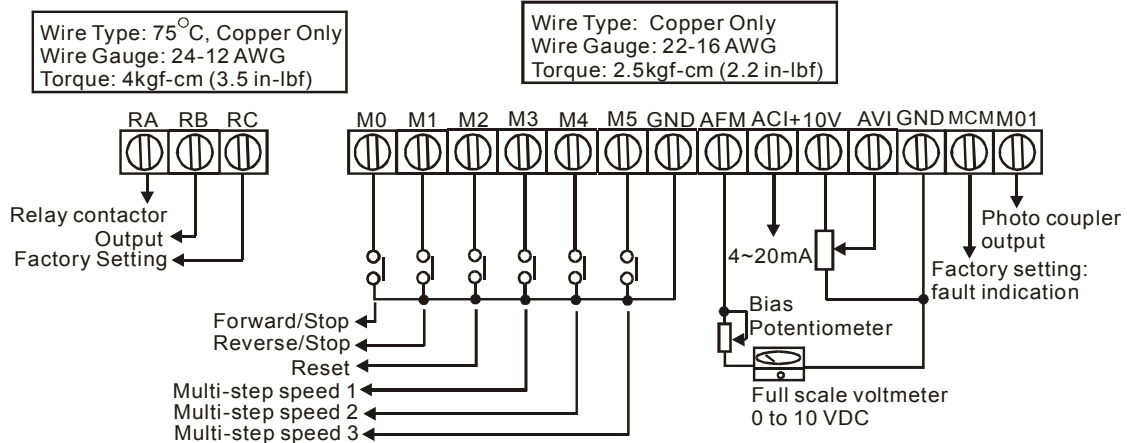 Wire Type: 75°C, Copper Only
Wire Gauge: 24-12 AWG
Torque: 4kgf-cm (3.5 in-lbf)
Wire Type: Copper Only
Wire Gauge: 22-16 AWG
Torque: 2.5kgf-cm (2.2 in-lbf)
RA RB RC
M0 M1 M2 M3 M4 M5 GND AFM ACI +10V AVI GND MCM M01
Relay contactor
Output
Factory Setting
4~20mA
Photo coupler
output
Factory setting:
fault indication
Bias
Potentiometer
Forward/Stop
Reverse/Stop
Reset
Multi-step speed 1
Multi-step speed 2
Multi-step speed 3
Full scale voltmeter
0 to 10 VDC